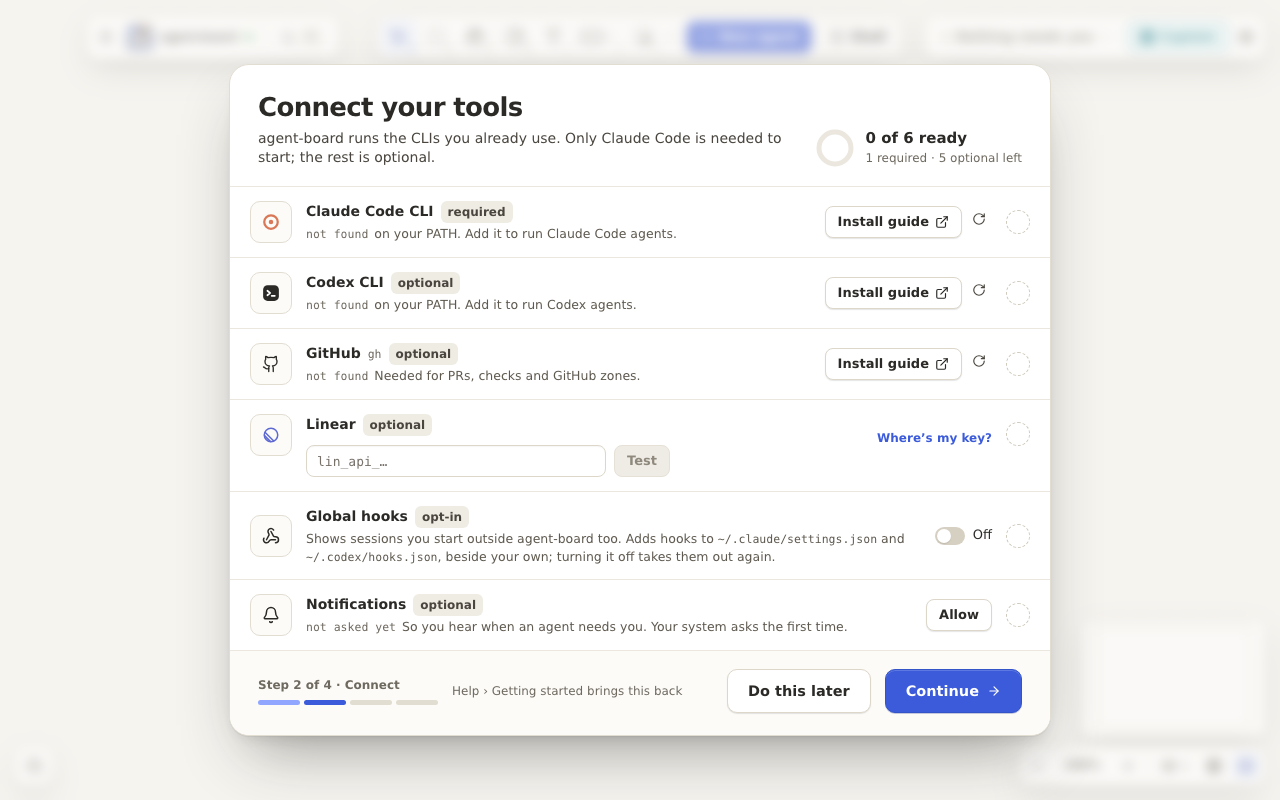 Connect your tools
agent-board runs the CLIs you already use. Only Claude Code is needed to
start; the rest is optional.
0 of 6 ready
1 required · 5 optional left
Claude Code CLI required
not found on your PATH. Add it to run Claude Code agents.
Install guide
Codex CLI optional
not found on your PATH. Add it to run Codex agents.
Install guide
GitHub gh optional
not found Needed for PRs, checks and GitHub zones.
Install guide
Linear optional
lin_api_…
Test
Where’s my key?
Global hooks opt-in
Shows sessions you start outside agent-board too. Adds hooks to ~/.claude/settings.json and
~/.codex/hooks.json, beside your own; turning it off takes them out again.
Off
Notifications optional
not asked yet So you hear when an agent needs you. Your system asks the first time.
Allow
Step 2 of 4 · Connect
Help › Getting started brings this back
Do this later
Continue